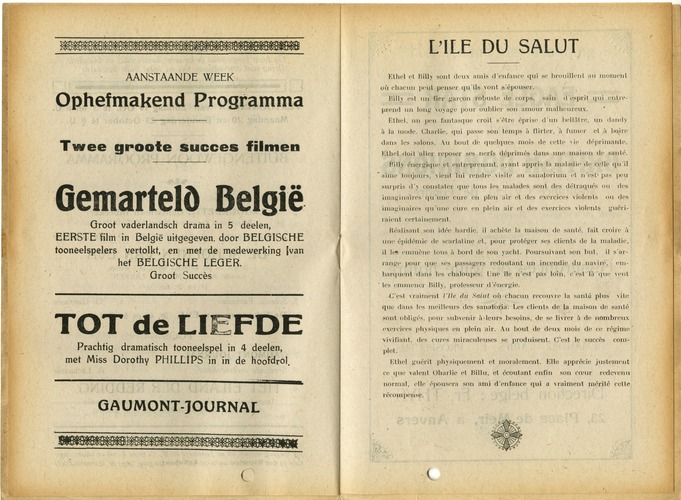 AANSTAANDE WEEK
Ophefmakend Programma
Twee groote succes filmen
Gemarteld België
Groot vaderlandsch drama in 5 deelen,
EERSTE film in België uitgegeven door BELGISCHE
tooneelspelers vertolkt, en met de medewerking [van
het BELGISCHE LEGER.
Groot Succès
TOT de LIEFDE
Prachtig dramatisch tooneelspel in 4 deelen,
met Miss Dorothy PHILLIPS in in de hoofdrol.
GAUMONT-JOURNAL
L'ILE DU SALUT
Ethel et Billy sont deux amis d'enfance qui se brouillent au moment
où chacun peut penser qu'ils vont s'épouser.
Billy est un fier garçon robuste de corps, sain d'esprit qui entre-
prend un long voyage pour oublier son amour malheureux.
Ethel, un peu fantasque croit s'être éprise d'un bellâtre, un dandy
à la mode. Charlie, qui passe son temps à flirter, à fumer et à boire
dans les salons. Au bout de quelques mois de cette vie déprimante,
Ethel doit aller reposer ses nerfs déprimés dans une maison de santé.
Billy énergique et entreprenant, ayant appris la maladie de celle qu'il
aime toujours, vient lui rendre visite au sanatorium et n'est pas peu
surpris d'y constater que tous les malades sont des détraqués ou des
imaginaires qu'une cure en plein air et des exercices violents ou des
imaginaires qu'une cure en plein air et des exercices violents guéri-
raient certainement.
Réalisant son idée hardie, il achète la maison de santé, fait croire à
une épidémie de scarlatine et, pour protéger ses clients de la maladie,
il les emmène tous à bord de son yacht. Poursuivant son but, il s'ar-
range pour que ses passagers redoutant un incendie du navire, em-
barquent dans les chaloupes. Une île n'est pas loin, c'est là que veut
les emmener Billy, professeur d'énergie.
C'est vraiment l'Ile du Salut où chacun recouvre la santé plus vite
que dans les meilleurs des sanatoria. Les clients de la maison de santé
sont obligés, pour subvenir à leurs besoins, de se livrer à de nombreux
exercices physiques en plein air. Au bout de deux mois de ce régime
vivifiant, des cures miraculeuses se produisent. C'est le succès com-
plet.
Ethel guérit physiquement et moralement. Elle apprécie justement
ce que valent Charlie et Billy, et écoutant enfin son cœur redevenu
normal, elle épousera son ami d'enfance qui a vraiment mérité cette
récompense.